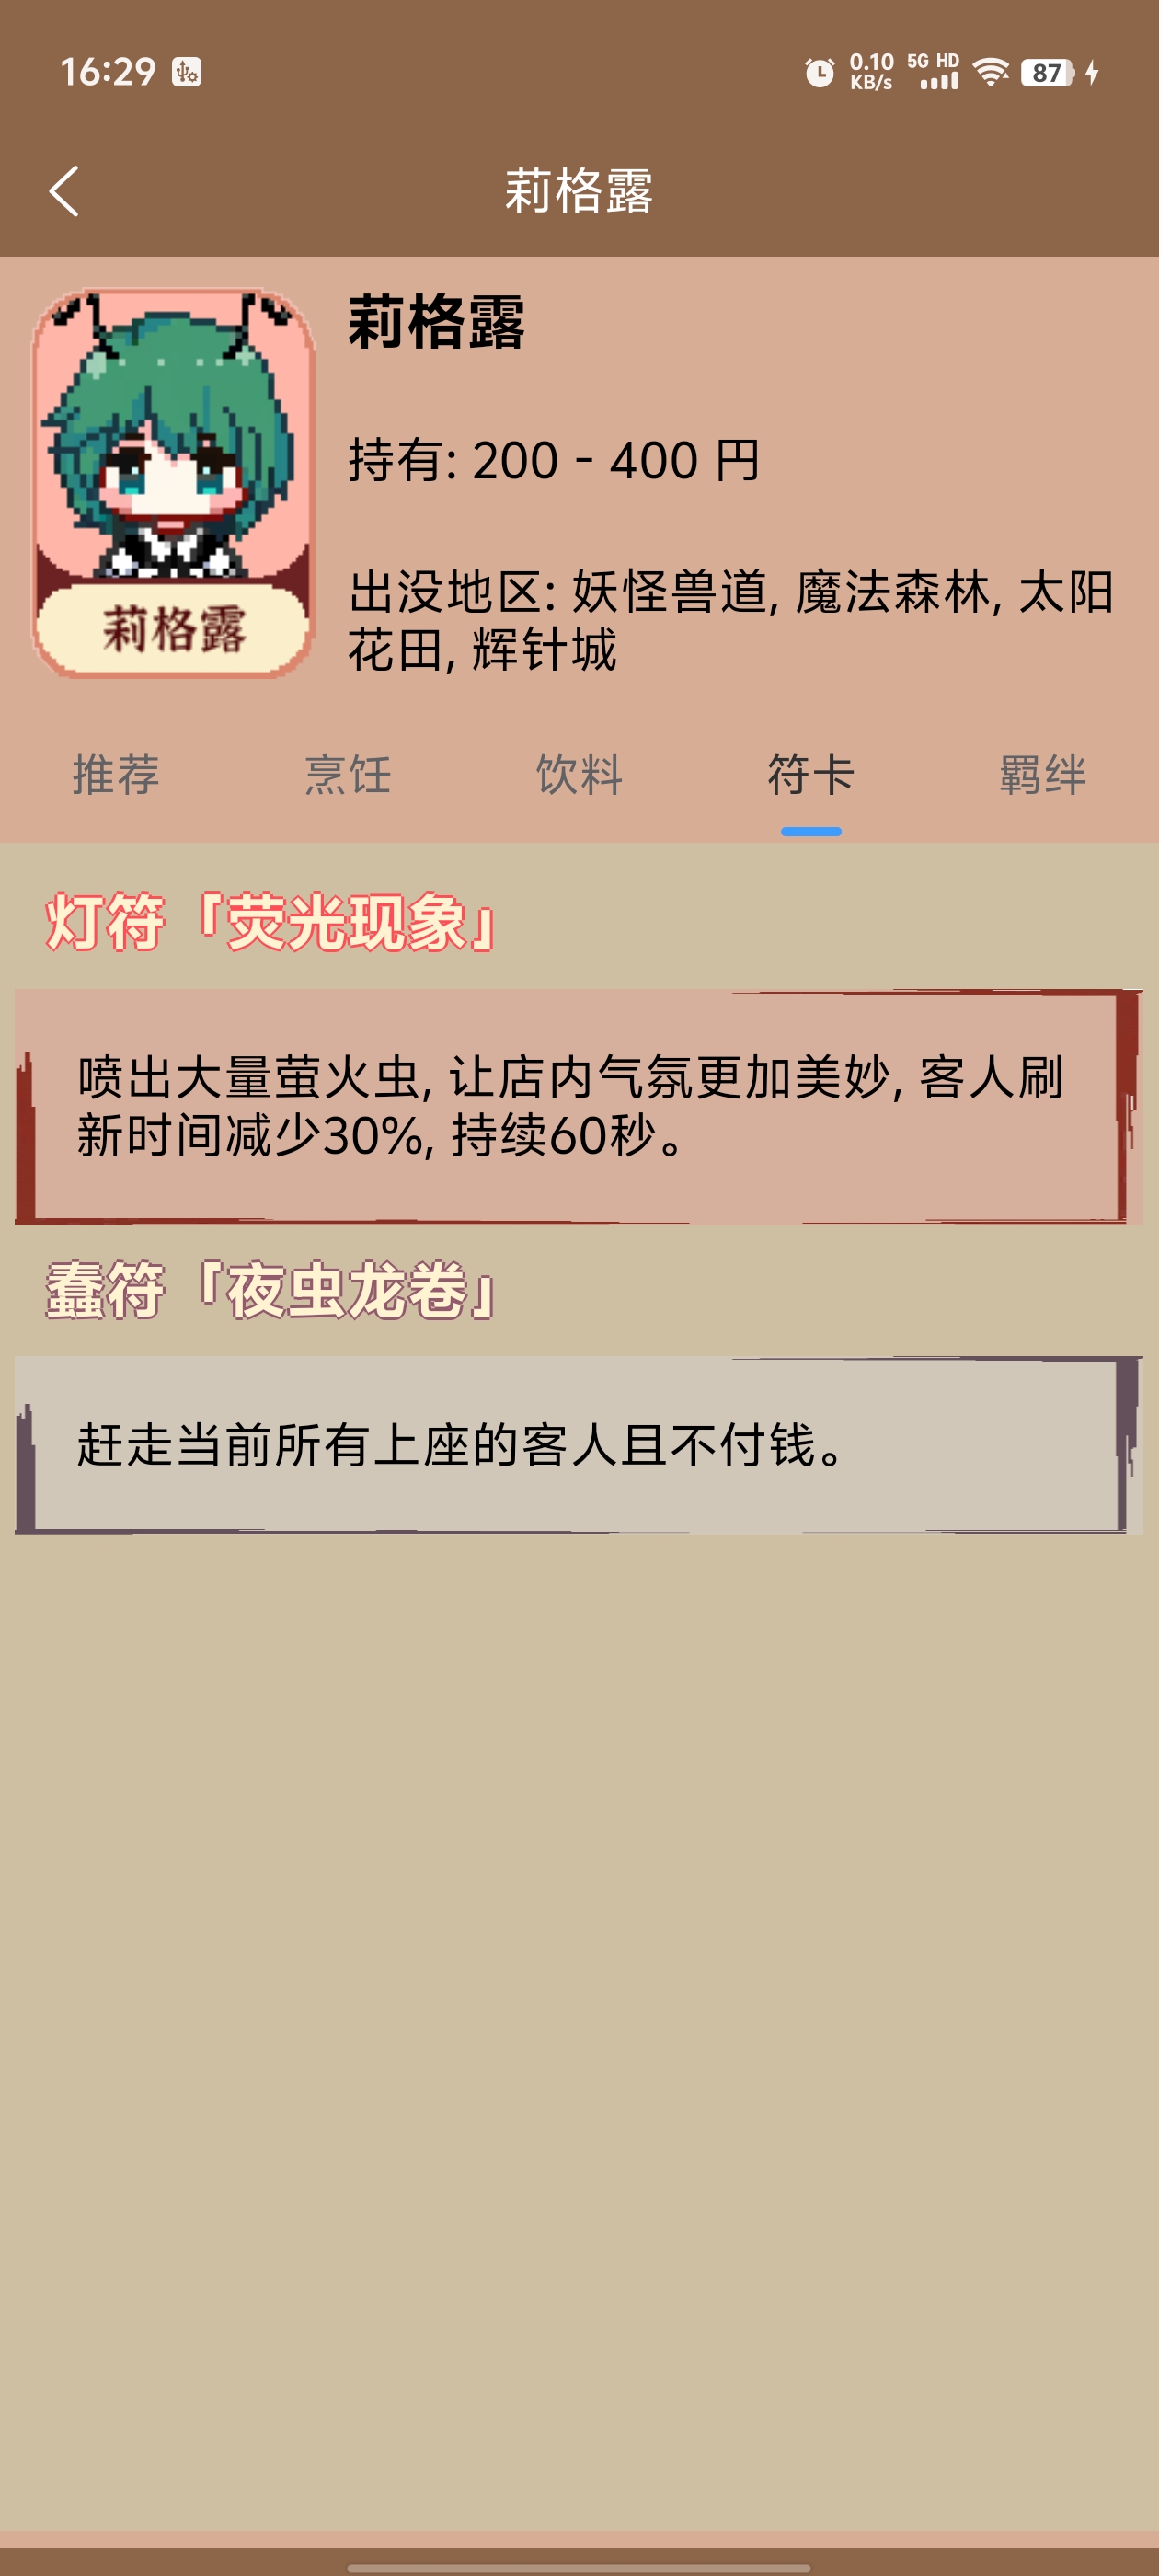 16:29
0.10
KB/s
5G HD
87
莉格露
莉格露
持有: 200 - 400 円
出没地区: 妖怪兽道, 魔法森林, 太阳
花田, 辉针城
莉格露
推荐 烹饪 饮料 符卡 羁绊
灯符「荧光现象」
喷出大量萤火虫, 让店内气氛更加美妙, 客人刷
新时间减少30%, 持续60秒。
蠢符「夜虫龙卷」
赶走当前所有上座的客人且不付钱。